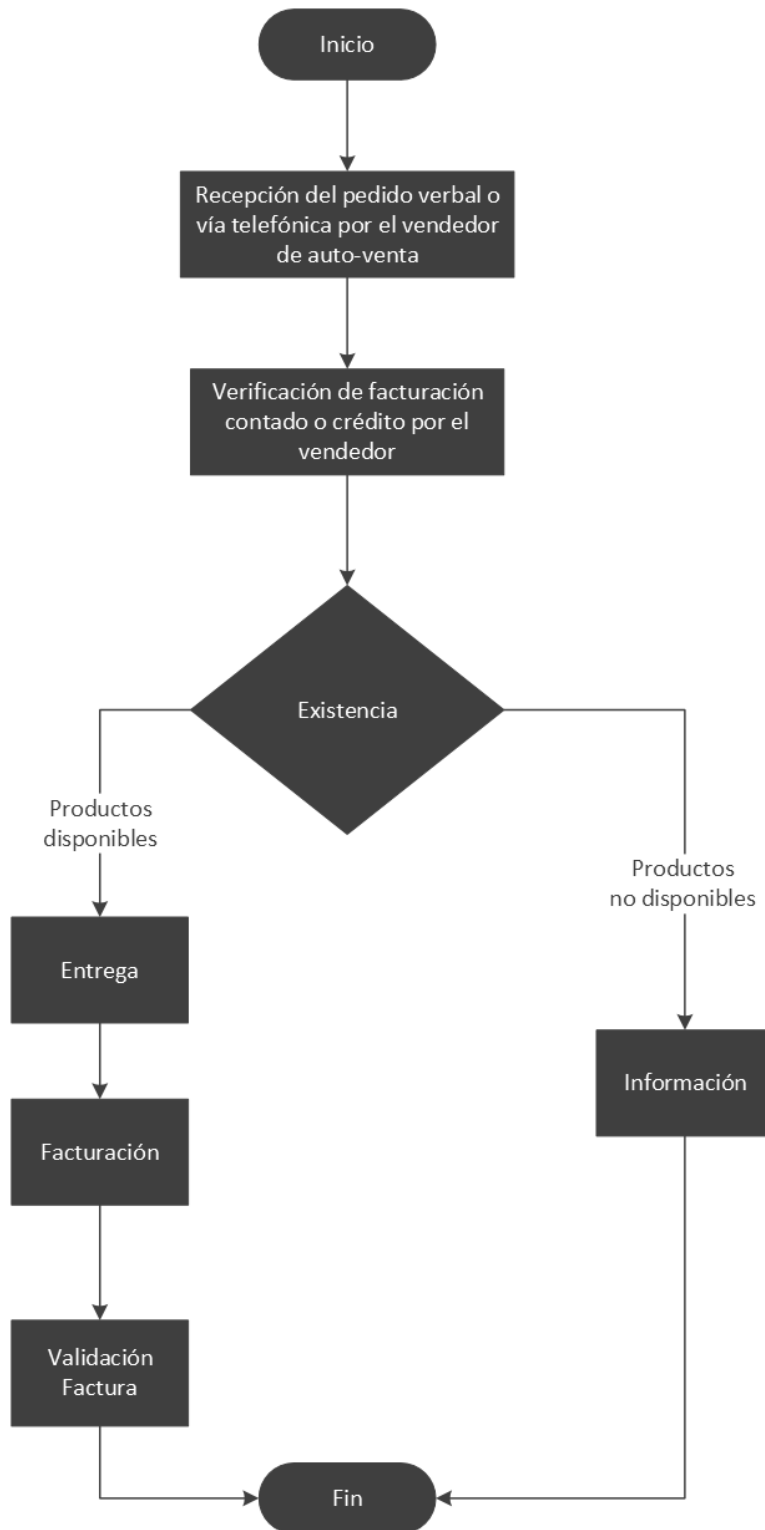 Inicio
Recepción del pedido verbal o
vía telefónica por el vendedor
de auto-venta
Verificación de facturación
contado o crédito por el
vendedor
Existencia
Productos
disponibles
Productos
no disponibles
Entrega
Información
Facturación
Validación
Factura
Fin